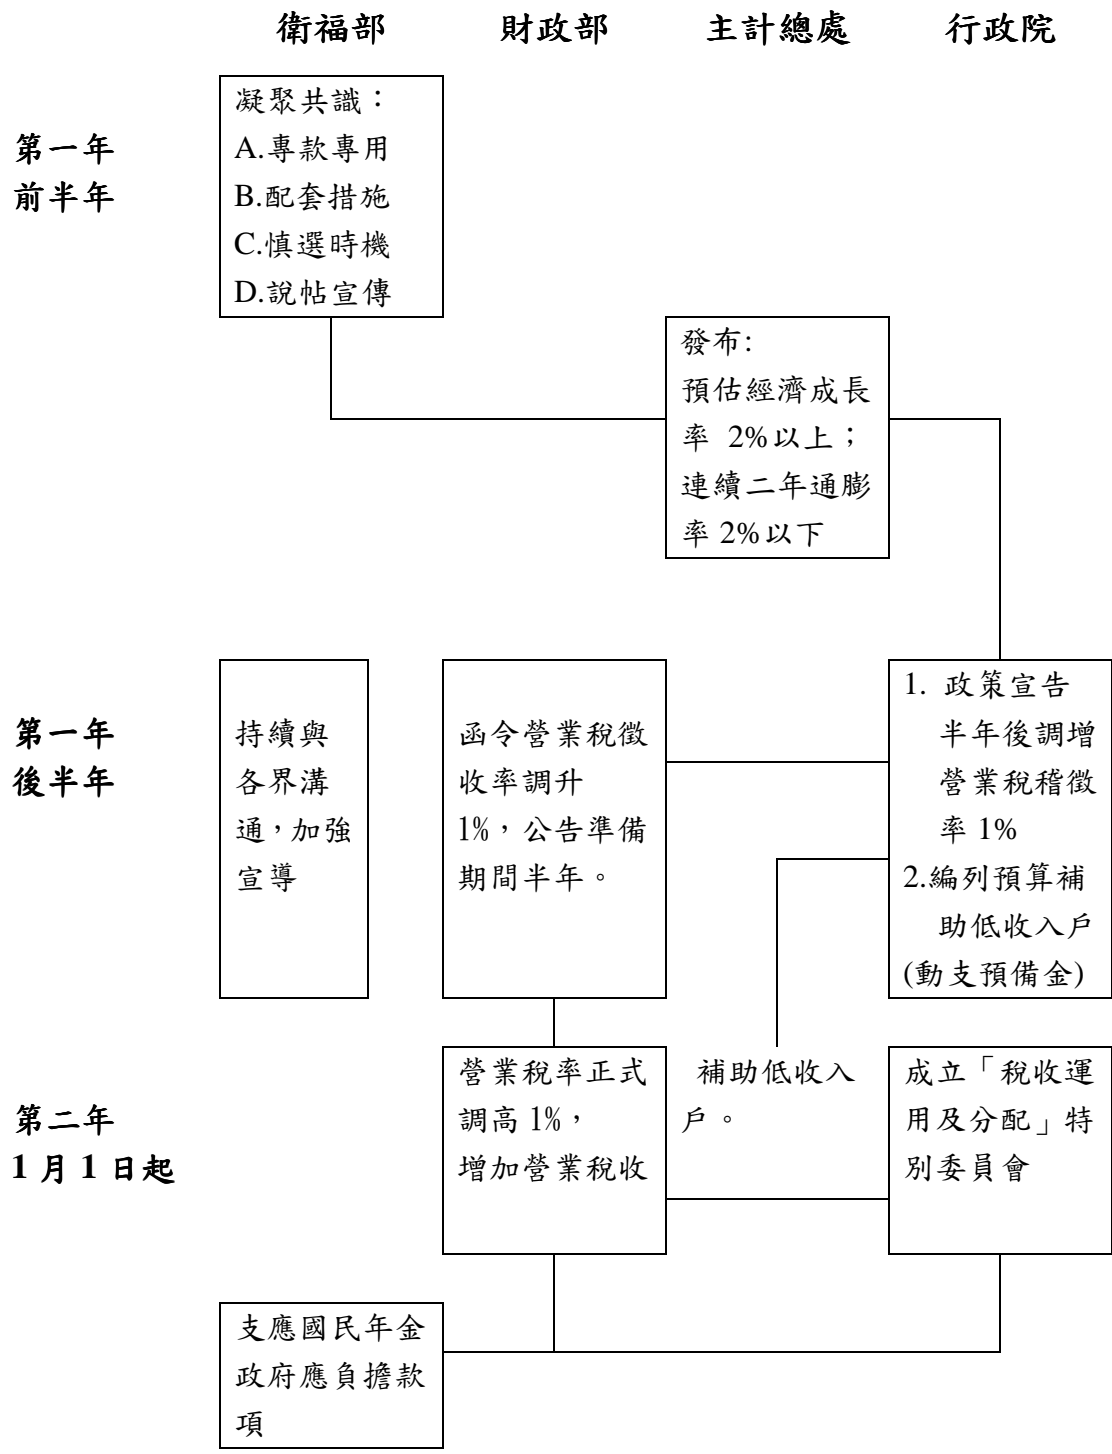 衛福部 財政部 主計總處 行政院
第一年
前半年
凝聚共識：
A.專款專用
B.配套措施
C.慎選時機
D.說帖宣傳
發布:
預估經濟成長
率 2%以上；
連續二年通膨
率 2%以下
第一年
後半年
持續與
各界溝
通，加強
宣導
函令營業稅徵
收率調升
1%，公告準備
期間半年。
1. 政策宣告
半年後調增
營業稅稽徵
率 1%
2.編列預算補
助低收入戶
(動支預備金)
第二年
1 月 1 日起
營業稅率正式
調高 1%，
增加營業稅收
補助低收入
戶。
成立「稅收運
用及分配」特
別委員會
支應國民年金
政府應負擔款
項